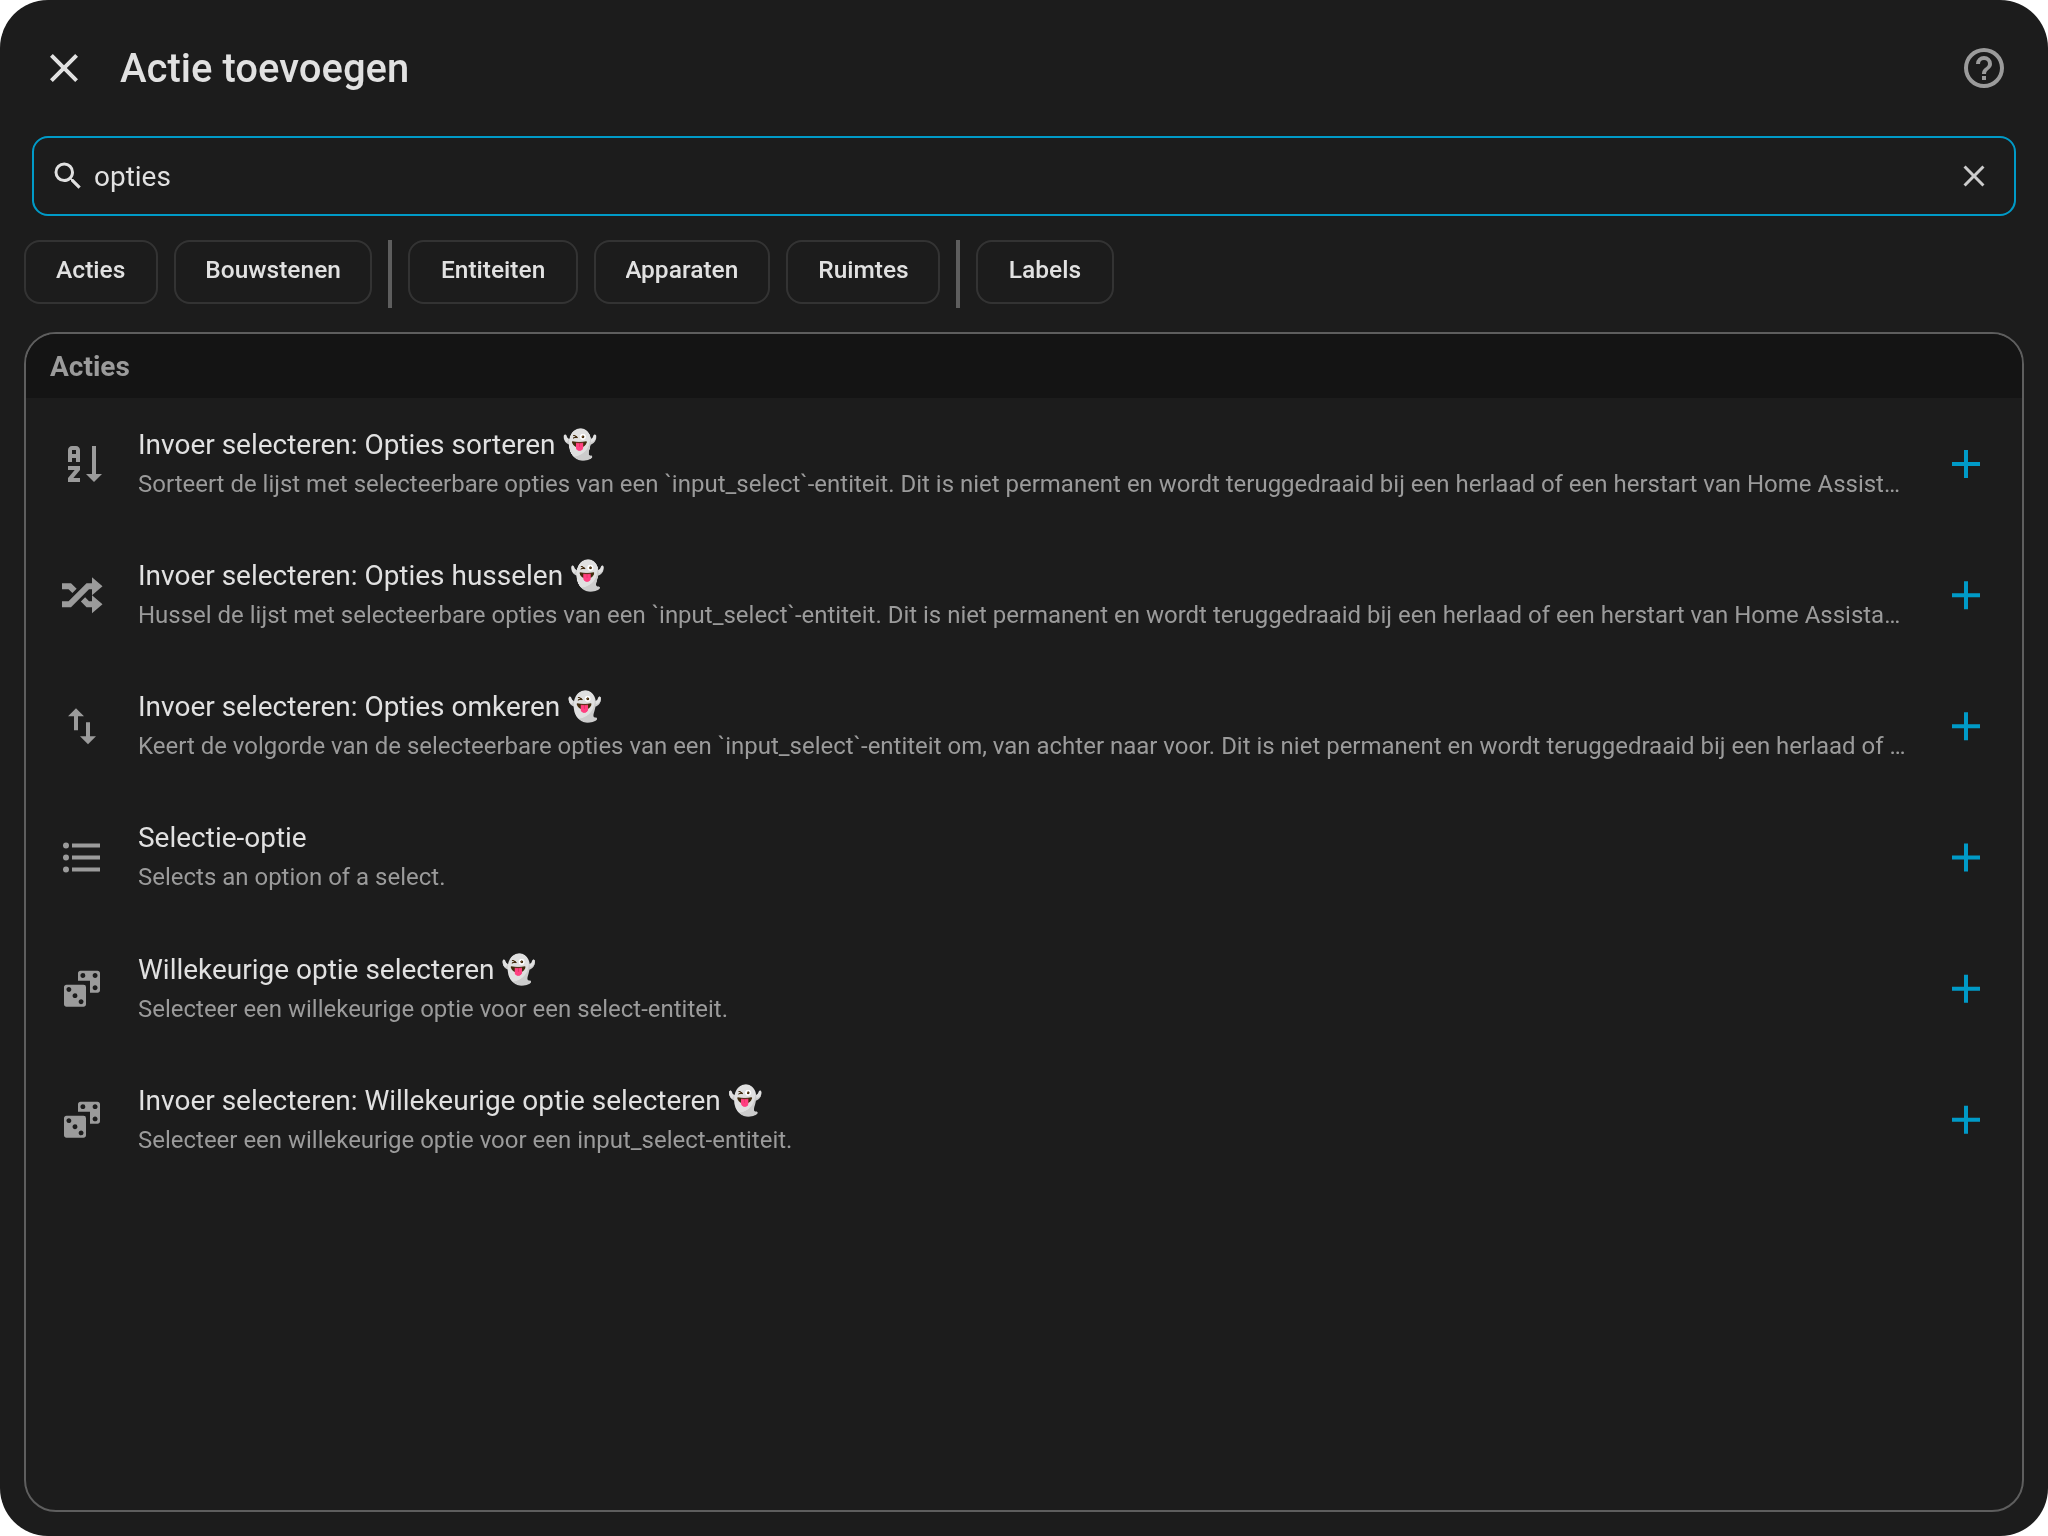 Actie toevoegen
opties
Acties
Bouwstenen
Entiteiten
Apparaten
Ruimtes
Labels
Acties
Invoer selecteren: Opties sorteren 👻
Sorteert de lijst met selecteerbare opties van een `input_select`-entiteit. Dit is niet permanent en wordt teruggedraaid bij een herlaad of een herstart van Home Assist…
Invoer selecteren: Opties husselen 👻
Hussel de lijst met selecteerbare opties van een `input_select`-entiteit. Dit is niet permanent en wordt teruggedraaid bij een herlaad of een herstart van Home Assista…
Invoer selecteren: Opties omkeren 👻
Keert de volgorde van de selecteerbare opties van een `input_select`-entiteit om, van achter naar voor. Dit is niet permanent en wordt teruggedraaid bij een herlaad of …
Selectie-optie
Selects an option of a select.
Willekeurige optie selecteren 👻
Selecteer een willekeurige optie voor een select-entiteit.
Invoer selecteren: Willekeurige optie selecteren 👻
Selecteer een willekeurige optie voor een input_select-entiteit.